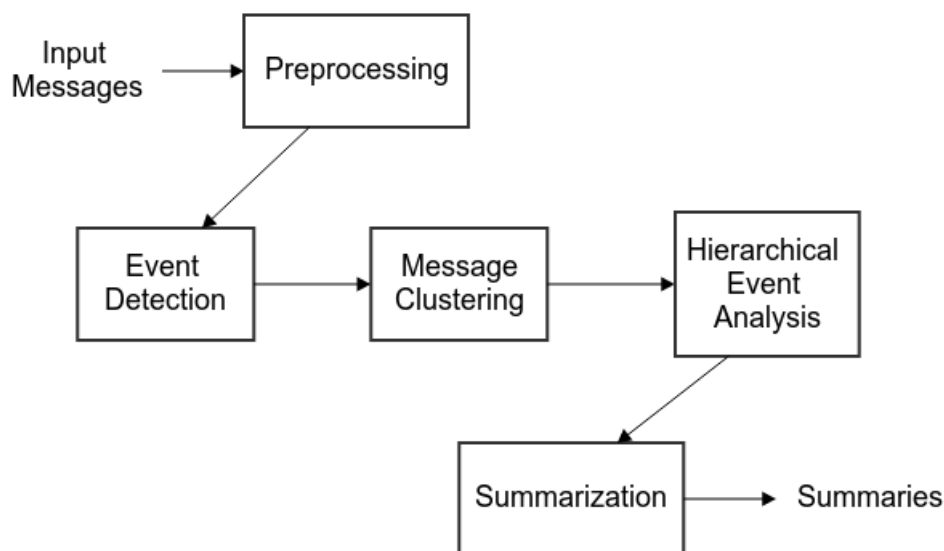 Input
Messages
Preprocessing
Event
Detection
Message
Clustering
Hierarchical
Event
Analysis
Summarization
Summaries